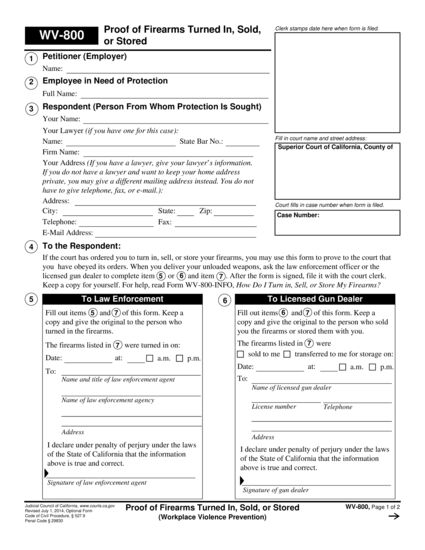 WV-800
Proof of Firearms Turned In, Sold,
or Stored
Clerk stamps date here when form is filed.
1 Petitioner (Employer)
Name:
2 Employee in Need of Protection
Full Name:
3 Respondent (Person From Whom Protection Is Sought)
Your Name:
Your Lawyer (if you have one for this case):
Name: State Bar No.:
Firm Name:
Your Address (If you have a lawyer, give your lawyer's information.
If you do not have a lawyer and want to keep your home address
private, you may give a different mailing address instead. You do not
have to give telephone, fax, or e-mail.):
Address:
City: State: Zip:
Telephone: Fax:
E-Mail Address:
Fill in court name and street address:
Superior Court of California, County of
Court fills in case number when form is filed.
Case Number:
4 To the Respondent:
If the court has ordered you to turn in, sell, or store your firearms, you may use this form to prove to the court that
you have obeyed its orders. When you deliver your unloaded weapons, ask the law enforcement officer or the
licensed gun dealer to complete item 5 or 6 and item 7. After the form is signed, file it with the court clerk.
Keep a copy for yourself. For help, read Form WV-800-INFO, How Do I Turn in, Sell, or Store My Firearms?
5 To Law Enforcement
Fill out items 5 and 7 of this form. Keep a
copy and give the original to the person who
turned in the firearms.
The firearms listed in 7 were turned in on:
Date: at: a.m. p.m.
To:
Name and title of law enforcement agent
Name of law enforcement agency
Address
I declare under penalty of perjury under the laws
of the State of California that the information
above is true and correct.
Signature of law enforcement agent
6 To Licensed Gun Dealer
Fill out items 6 and 7 of this form. Keep a
copy and give the original to the person who sold
you the firearms or stored them with you.
The firearms listed in 7 were
sold to me transferred to me for storage on:
Date: at: a.m. p.m.
To:
Name of licensed gun dealer
License number Telephone
Address
I declare under penalty of perjury under the laws
of the State of California that the information
above is true and correct.
Signature of gun dealer
Judicial Council of California, www.courts.ca.gov
Revised July 1, 2014, Optional Form
Code of Civil Procedure, § 527.9
Penal Code § 29830
Proof of Firearms Turned In, Sold, or Stored
(Workplace Violence Prevention)
WV-800, Page 1 of 2